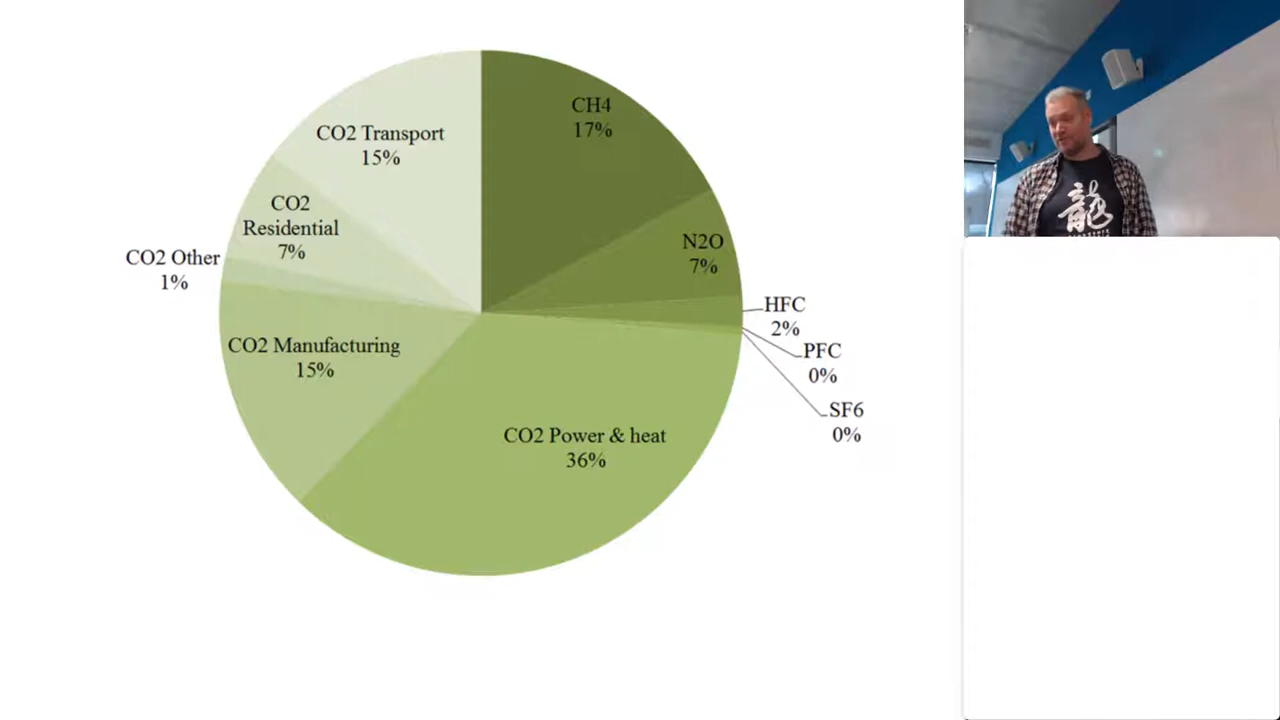 CH4
17%
CO2 Transport
15%
CO2
Residential
7%
N2O
7%
CO2 Other
1%
HFC
2%
PFC
0%
CO2 Manufacturing
15%
SF6
0%
CO2 Power & heat
36%
龍